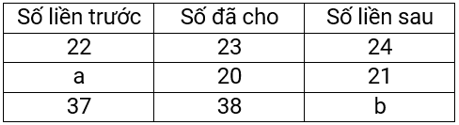 Số liền trước Số đã cho Số liền sau
22 23 24
a 20 21
37 38 b